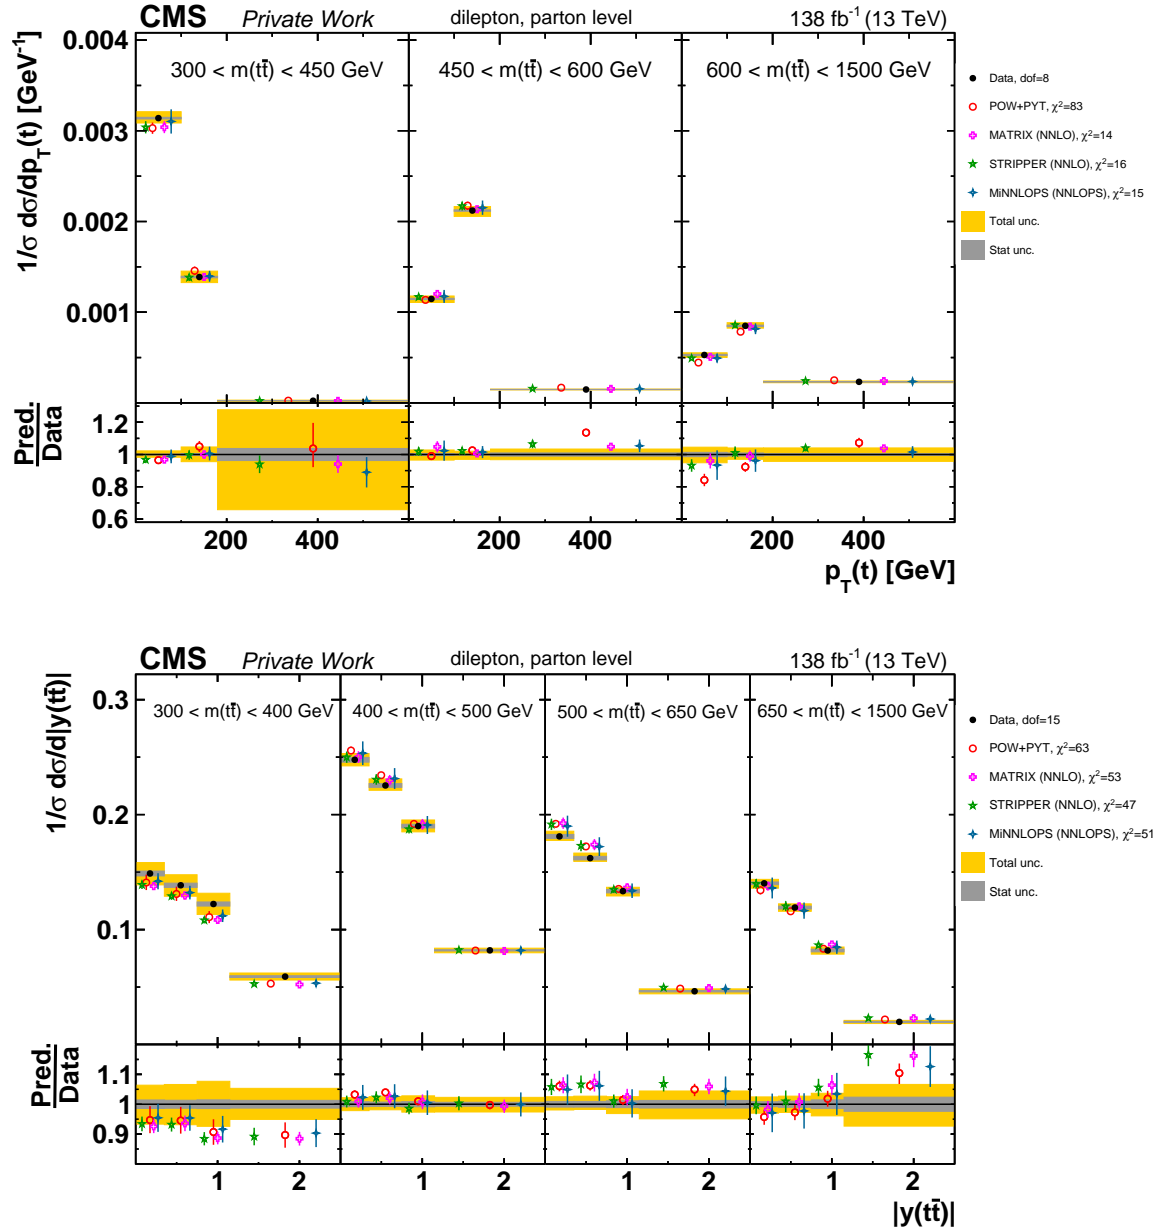 CMS Private Work dilepton, parton level 138 fb⁻¹ (13 TeV)
1/σ dσ/dp_T(t) [GeV⁻¹]
300 < m(tt̄) < 450 GeV
450 < m(tt̄) < 600 GeV
600 < m(tt̄) < 1500 GeV
0.004
0.003
0.002
0.001
Data, dof=8
POW+PYT, χ²=83
MATRIX (NNLO), χ²=14
STRIPPER (NNLO), χ²=16
MiNNLOPS (NNLOPS), χ²=15
Total unc.
Stat unc.
Pred.
Data
1.2
1
0.8
0.6
200 400 200 400 200 400
p_T(t) [GeV]
CMS Private Work dilepton, parton level 138 fb⁻¹ (13 TeV)
1/σ dσ/d|y(tt̄)|
300 < m(tt̄) < 400 GeV
400 < m(tt̄) < 500 GeV
500 < m(tt̄) < 650 GeV
650 < m(tt̄) < 1500 GeV
0.3
0.2
0.1
Data, dof=15
POW+PYT, χ²=63
MATRIX (NNLO), χ²=53
STRIPPER (NNLO), χ²=47
MiNNLOPS (NNLOPS), χ²=51
Total unc.
Stat unc.
Pred.
Data
1.1
1
0.9
1 2 1 2 1 2 1 2
|y(tt̄)|